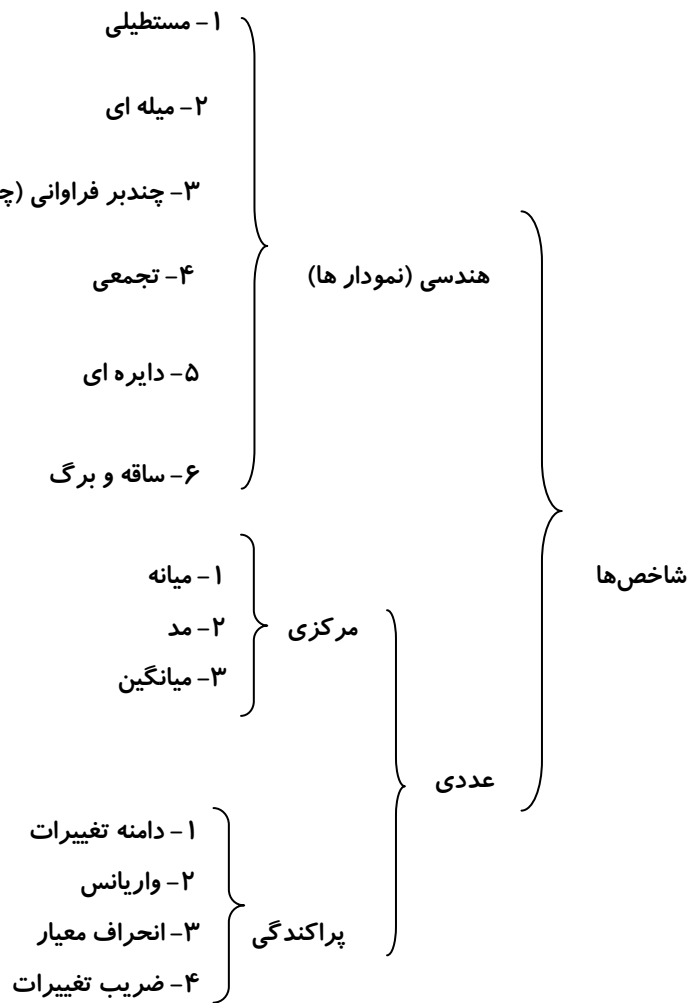 شاخص‌ها
هندسی (نمودار ها)
۱- مستطیلی
۲- میله ای
۳- چندبر فراوانی
۴- تجمعی
۵- دایره ای
۶- ساقه و برگ
عددی
مرکزی
۱- میانه
۲- مد
۳- میانگین
پراکندگی
۱- دامنه تغییرات
۲- واریانس
۳- انحراف معیار
۴- ضریب تغییرات